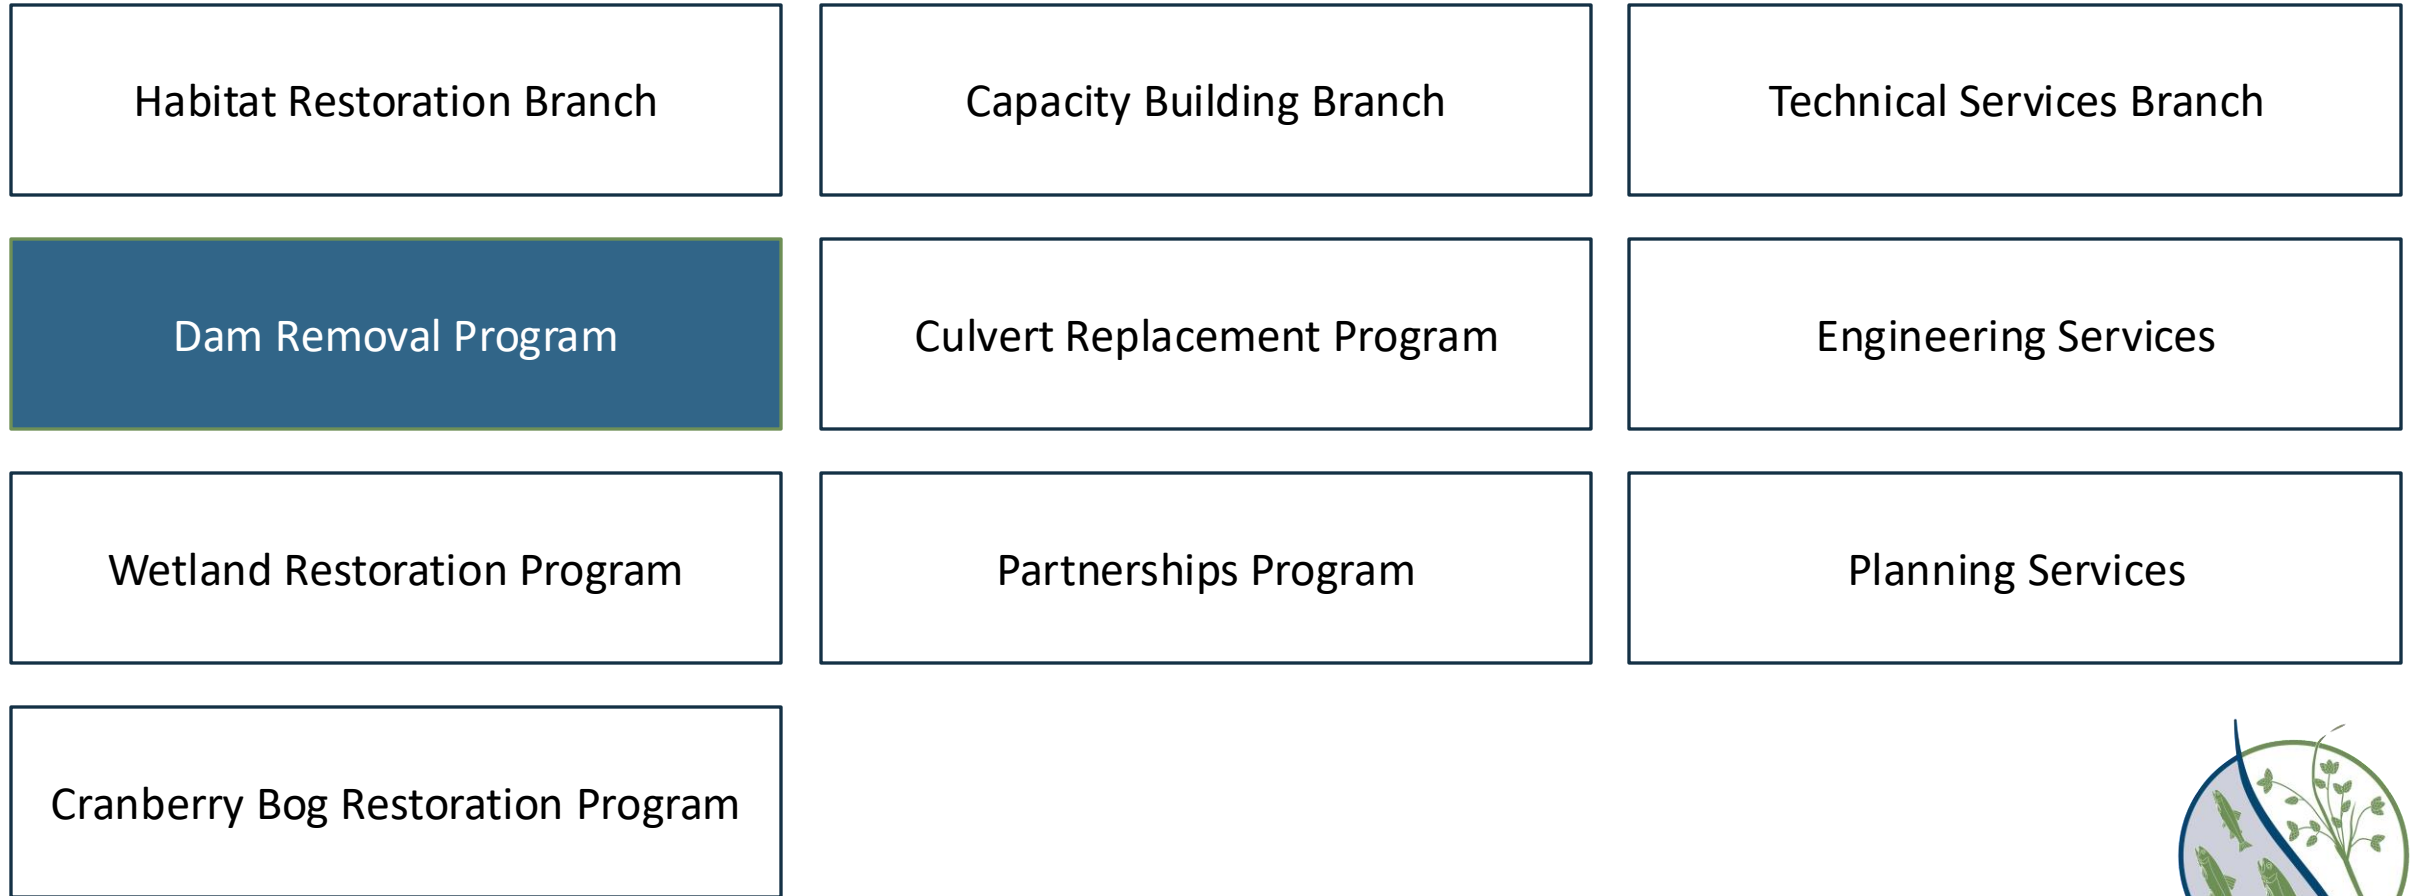 Habitat Restoration Branch
Capacity Building Branch
Technical Services Branch
Dam Removal Program
Culvert Replacement Program
Engineering Services
Wetland Restoration Program
Partnerships Program
Planning Services
Cranberry Bog Restoration Program